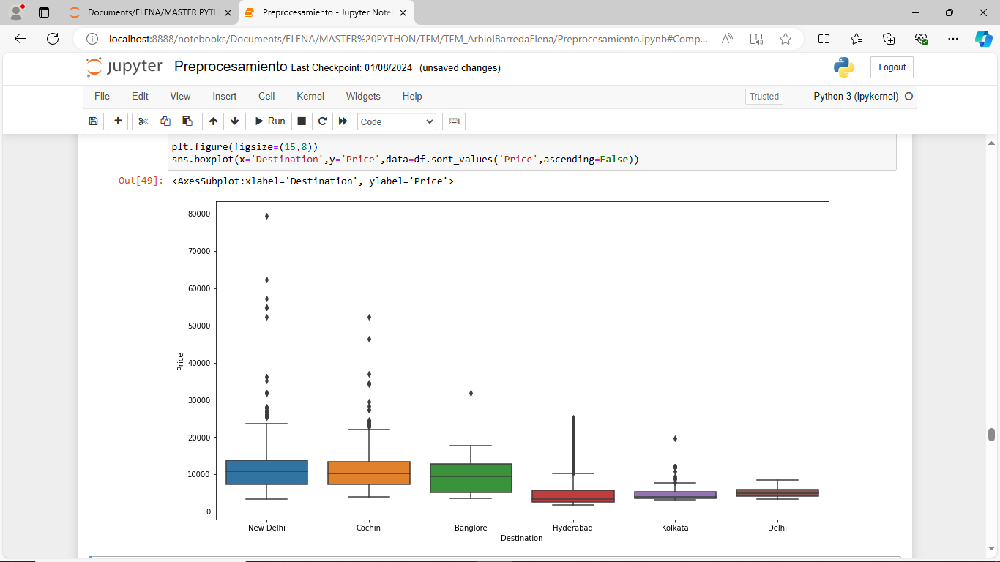 Documents/ELENA/MASTER PYTH
Preprocesamiento - Jupyter Note
localhost:8888/notebooks/Documents/ELENA/MASTER%20PYTHON/TFM/TFM_ArbiolBarredaElena/Preprocesamiento.ipynb#Comp...
jupyter Preprocesamiento Last Checkpoint: 01/08/2024 (unsaved changes)
Logout
File Edit View Insert Cell Kernel Widgets Help
Trusted
Python 3 (ipykernel)
Run
Code
plt.figure(figsize=(15,8))
sns.boxplot(x='Destination',y='Price',data=df.sort_values('Price',ascending=False))
Out[49]: <AxesSubplot:xlabel='Destination', ylabel='Price'>
80000
70000
60000
50000
40000
30000
20000
10000
0
Price
New Delhi Cochin Banglore Hyderabad Kolkata Delhi
Destination